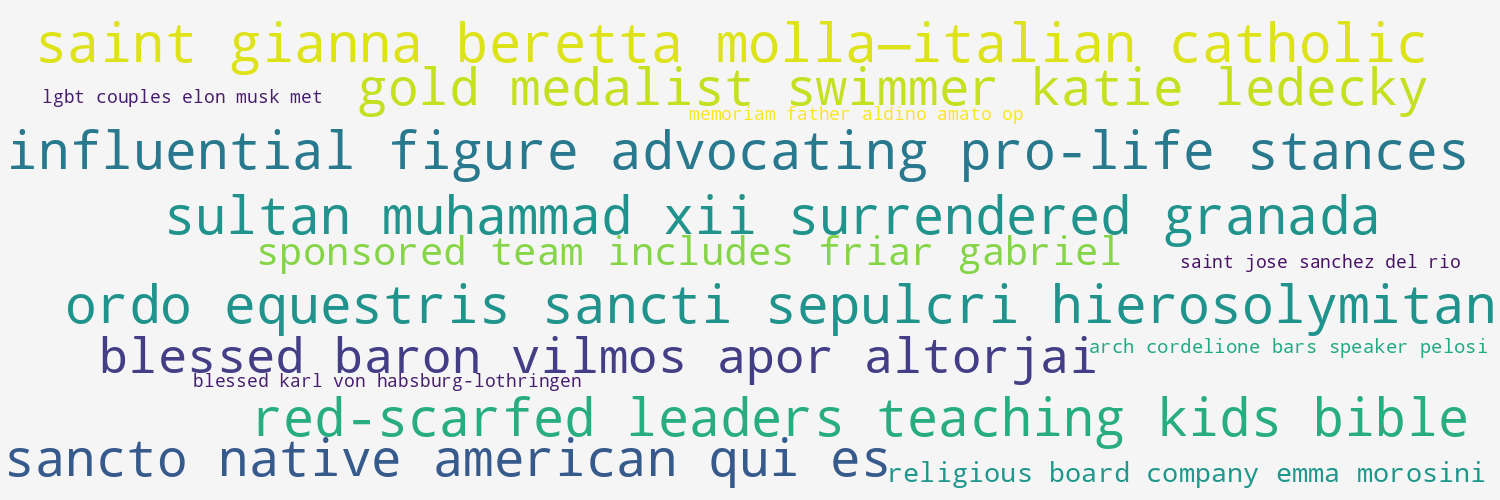 saint gianna beretta molla—italian catholic
gold medalist swimmer katie ledecky
lgbt couples elon musk met
memoriam father aldino amato op
influential figure advocating pro-life stances
sultan muhammad xii surrendered granada
sponsored team includes friar gabriel
saint jose sanchez del rio
ordo equestris sancti sepulcri hierosolymitan
blessed baron vilmos apor altorjai
arch cordelione bars speaker pelosi
blessed karl von habsburg-lothringen
red-scarfed leaders teaching kids bible
sancto native american qui es
religious board company emma morosini